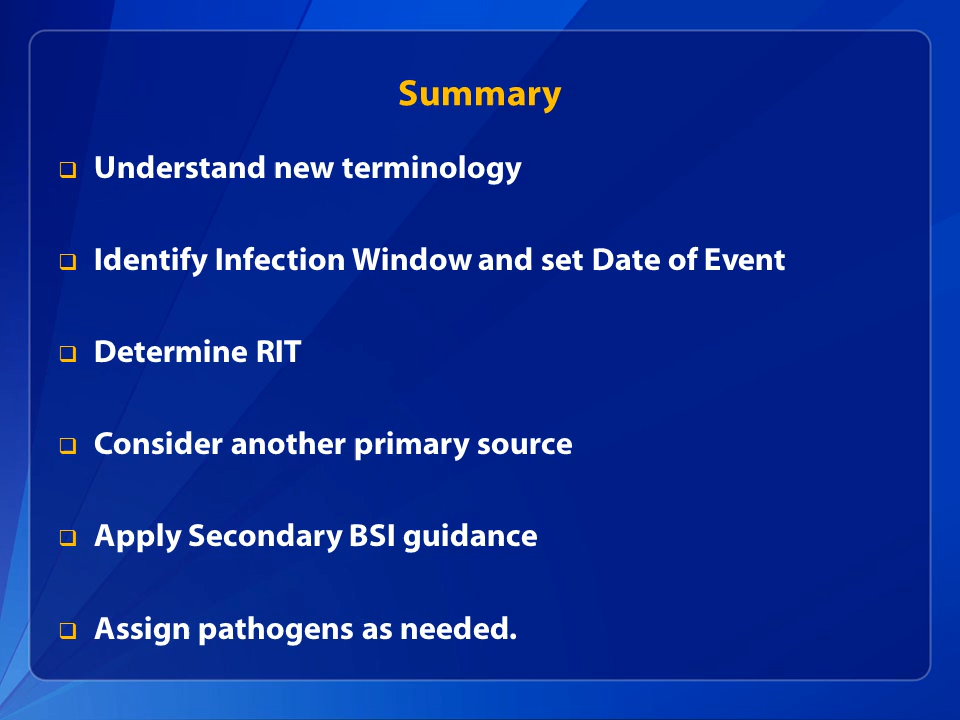 Summary
Understand new terminology
Identify Infection Window and set Date of Event
Determine RIT
Consider another primary source
Apply Secondary BSI guidance
Assign pathogens as needed.